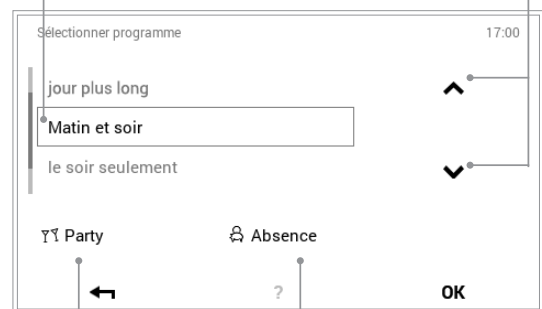 Sélectionner programme 17:00
jour plus long
Matin et soir
le soir seulement
Party Absence
? OK